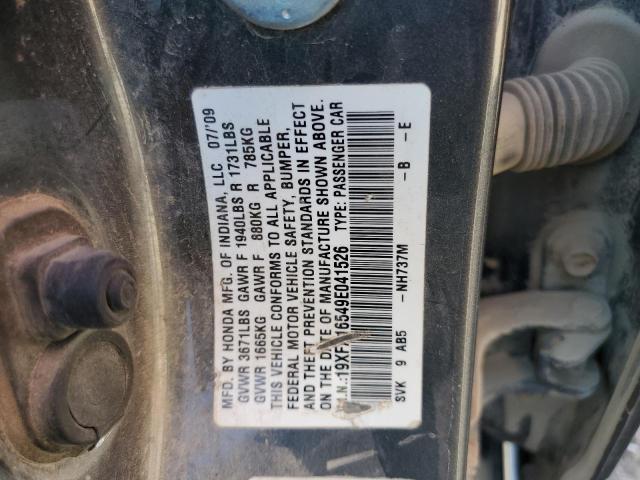 MFD. BY HONDA MFG. OF INDIANA, LLC 07/'09
GVWR 3671LBS GAWR F 1940LBS R 1731LBS
GVWR 1665KG GAWR F 880KG R 785KG
THIS VEHICLE CONFORMS TO ALL APPLICABLE
FEDERAL MOTOR VEHICLE SAFETY, BUMPER,
AND THEFT PREVENTION STANDARDS IN EFFECT
ON THE DATE OF MANUFACTURE SHOWN ABOVE.
TYPE: PASSENGER CAR
SVK 9 AB5 -NH737M -B -E